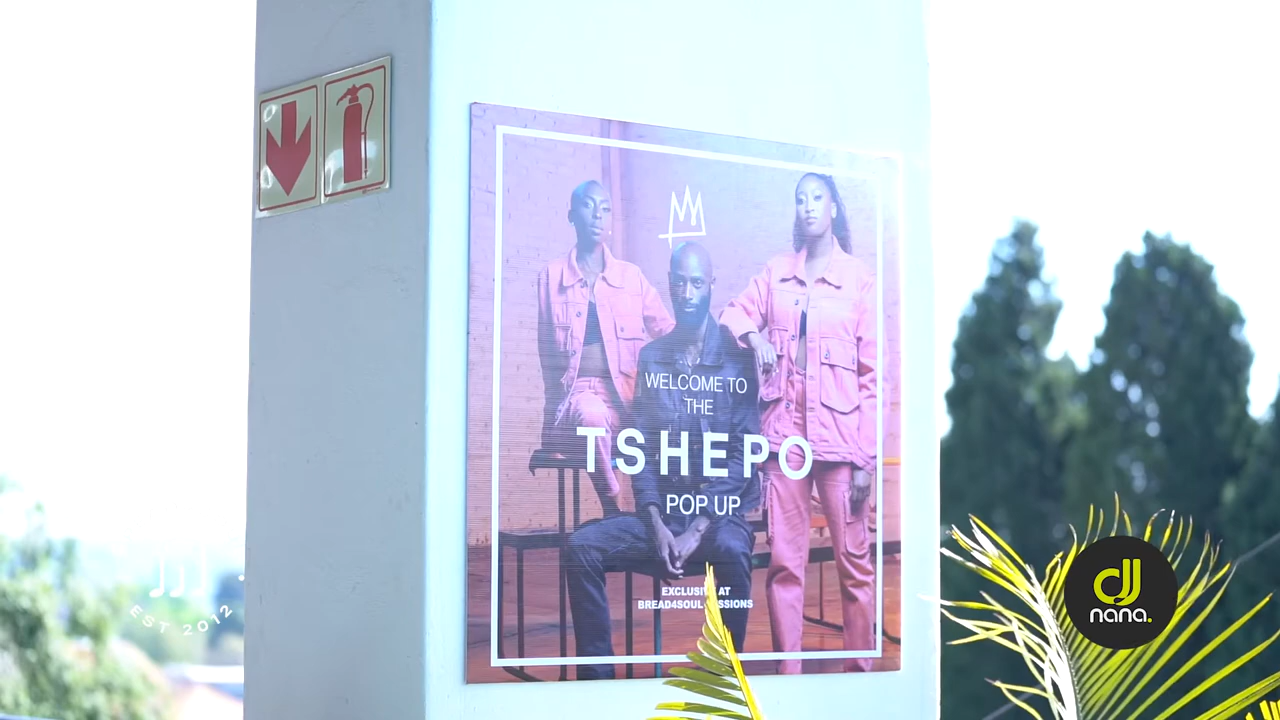 WELCOME TO
THE
TSHEPO
POP UP
EXCLUSIVE AT
BREAD4SOUL SESSIONS
EST 2012
dj
nana.